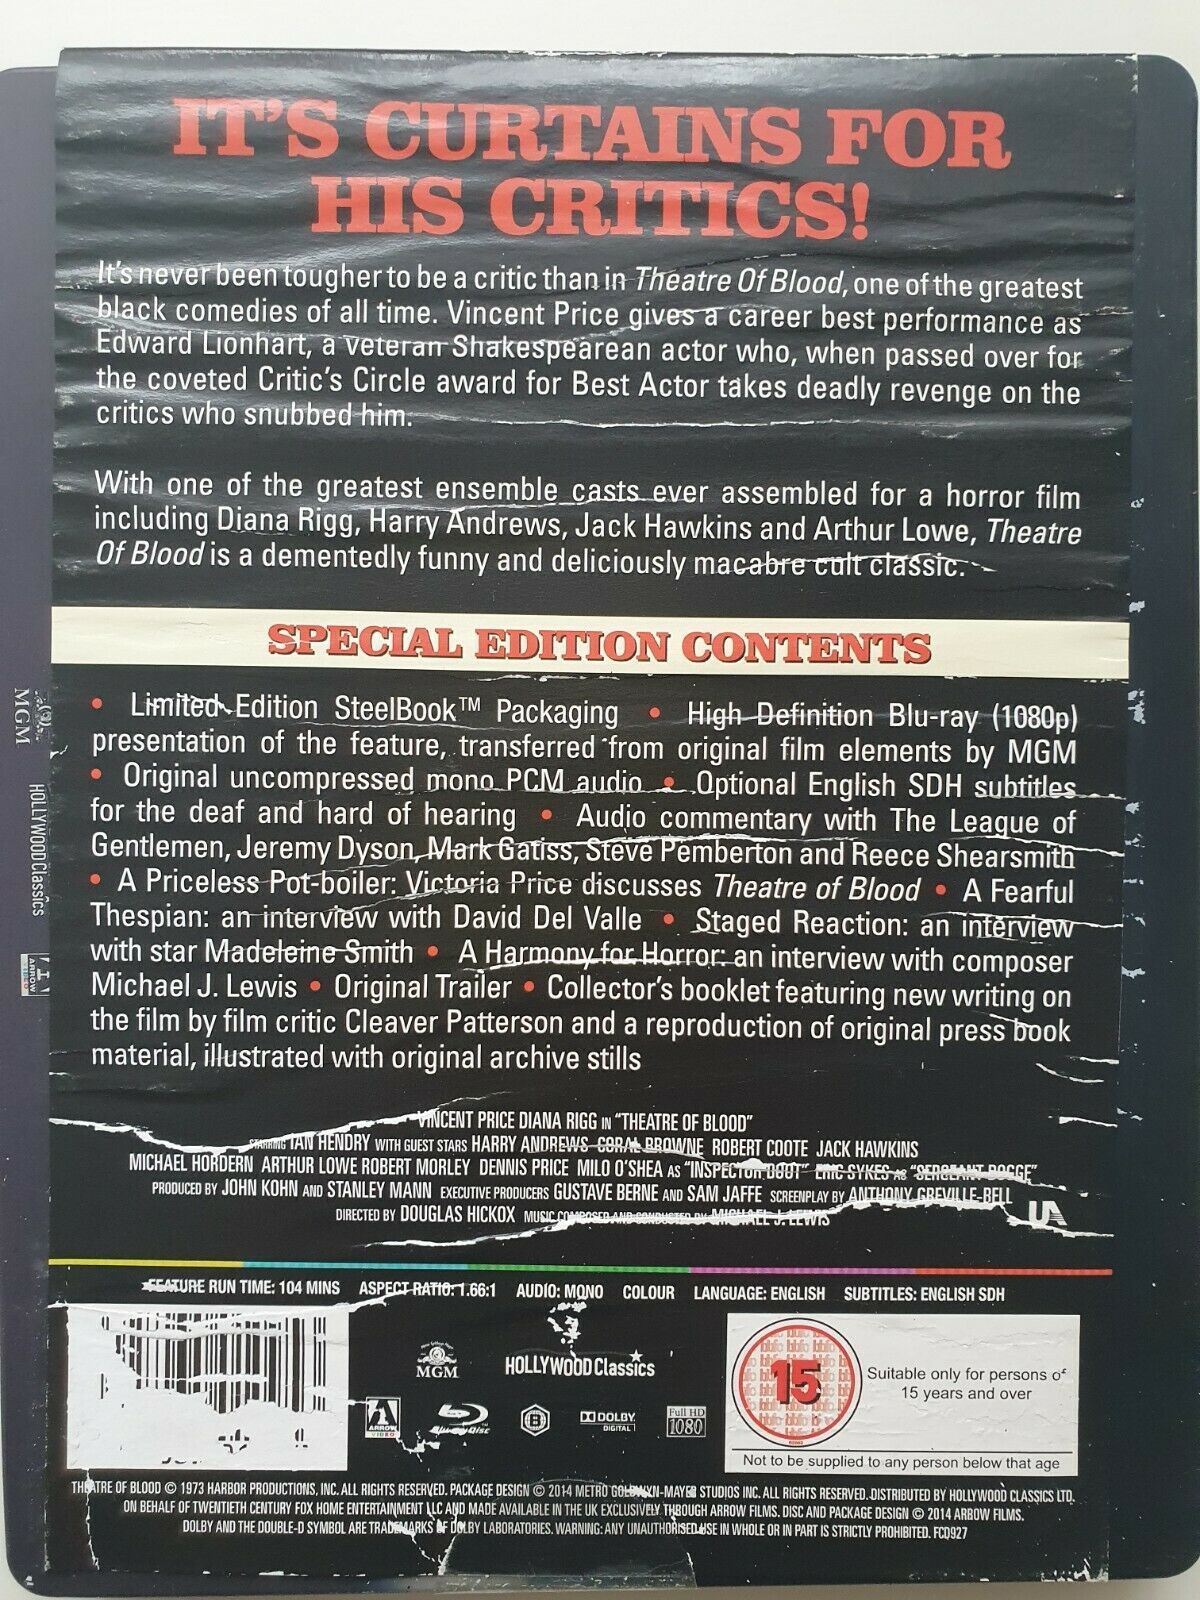 IT'S CURTAINS FOR
HIS CRITICS!
It's never been tougher to be a critic than in Theatre Of Blood, one of the greatest
black comedies of all time. Vincent Price gives a career best performance as
Edward Lionhart, a veteran Shakespearean actor who, when passed over for
the coveted Critic's Circle award for Best Actor takes deadly revenge on the
critics who snubbed him.
With one of the greatest ensemble casts ever assembled for a horror film
including Diana Rigg, Harry Andrews, Jack Hawkins and Arthur Lowe, Theatre
Of Blood is a dementedly funny and deliciously macabre cult classic.
SPECIAL EDITION CONTENTS
• Limited Edition SteelBook™ Packaging • High Definition Blu-ray (1080p)
presentation of the feature, transferred from original film elements by MGM
• Original uncompressed mono PCM audio • Optional English SDH subtitles
for the deaf and hard of hearing • Audio commentary with The League of
Gentlemen, Jeremy Dyson, Mark Gatiss, Steve Pemberton and Reece Shearsmith
• A Priceless Pot-boiler: Victoria Price discusses Theatre of Blood • A Fearful
Thespian: an interview with David Del Valle • Staged Reaction: an interview
with star Madeleine Smith • A Harmony for Horror: an interview with composer
Michael J. Lewis • Original Trailer • Collector's booklet featuring new writing on
the film by film critic Cleaver Patterson and a reproduction of original press book
material, illustrated with original archive stills
VINCENT PRICE DIANA RIGG IN "THEATRE OF BLOOD"
STARRING IAN HENDRY WITH GUEST STARS HARRY ANDREWS CORAL BROWNE ROBERT COOTE JACK HAWKINS
MICHAEL HORDERN ARTHUR LOWE ROBERT MORLEY DENNIS PRICE MILO O'SHEA AS "INSPECTOR BOOT" ERIC SYKES AS "SERGEANT DOGGE"
PRODUCED BY JOHN KOHN AND STANLEY MANN EXECUTIVE PRODUCERS GUSTAVE BERNE AND SAM JAFFE SCREENPLAY BY ANTHONY GREVILLE-BELL
DIRECTED BY DOUGLAS HICKOX MUSIC COMPOSED AND CONDUCTED BY MICHAEL J. LEWIS
UA
FEATURE RUN TIME: 104 MINS ASPECT RATIO: 1.66:1 AUDIO: MONO COLOUR LANGUAGE: ENGLISH SUBTITLES: ENGLISH SDH
MGM
HOLLYWOOD Classics
ARROW
VIDEO
Blu-ray Disc
B
DOLBY
DIGITAL
Full HD
1080
15
Suitable only for persons of
15 years and over
Not to be supplied to any person below that age
THEATRE OF BLOOD © 1973 HARBOR PRODUCTIONS, INC. ALL RIGHTS RESERVED. PACKAGE DESIGN © 2014 METRO GOLDWYN-MAYER STUDIOS INC. ALL RIGHTS RESERVED. DISTRIBUTED BY HOLLYWOOD CLASSICS LTD.
ON BEHALF OF TWENTIETH CENTURY FOX HOME ENTERTAINMENT LLC AND MADE AVAILABLE IN THE UK EXCLUSIVELY THROUGH ARROW FILMS. DISC AND PACKAGE DESIGN © 2014 ARROW FILMS.
DOLBY AND THE DOUBLE-D SYMBOL ARE TRADEMARKS OF DOLBY LABORATORIES. WARNING: ANY UNAUTHORISED USE IN WHOLE OR IN PART IS STRICTLY PROHIBITED. FCD927
MGM
HOLLYWOOD Classics
ARROW
VIDEO